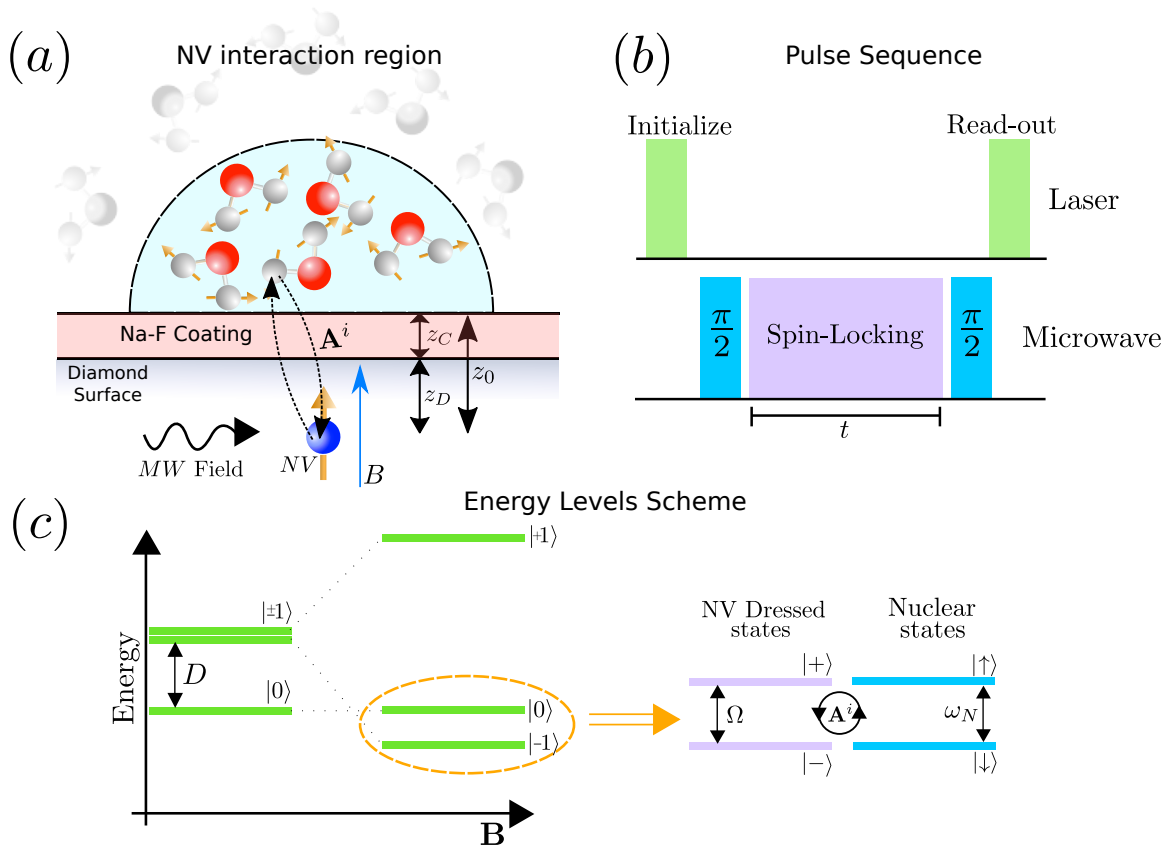 (a)
NV interaction region
Na-F Coating
A^i
z_C
Diamond
Surface
z_D
z_0
MW Field
NV
B
(b)
Pulse Sequence
Initialize
Read-out
Laser
π/2
Spin-Locking
π/2
Microwave
t
(c)
Energy Levels Scheme
Energy
|±1⟩
D
|0⟩
|+1⟩
|0⟩
|−1⟩
B
NV Dressed
states
Nuclear
states
|+⟩
|↑⟩
Ω
A^i
ω_N
|−⟩
|↓⟩